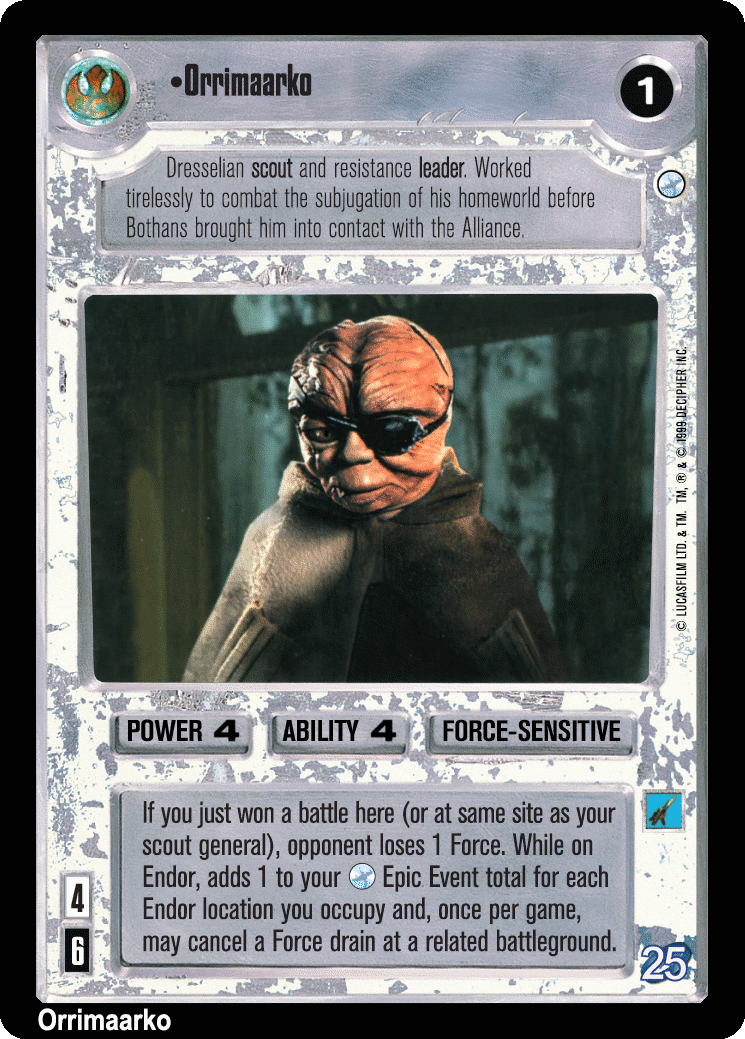 •Orrimaarko
1
Dresselian scout and resistance leader. Worked
tirelessly to combat the subjugation of his homeworld before
Bothans brought him into contact with the Alliance.
© LUCASFILM LTD. & TM. TM, ® & © 1999 DECIPHER INC.
POWER 4
ABILITY 4
FORCE-SENSITIVE
If you just won a battle here (or at same site as your
scout general), opponent loses 1 Force. While on
Endor, adds 1 to your Epic Event total for each
Endor location you occupy and, once per game,
may cancel a Force drain at a related battleground.
4
6
25
Orrimaarko